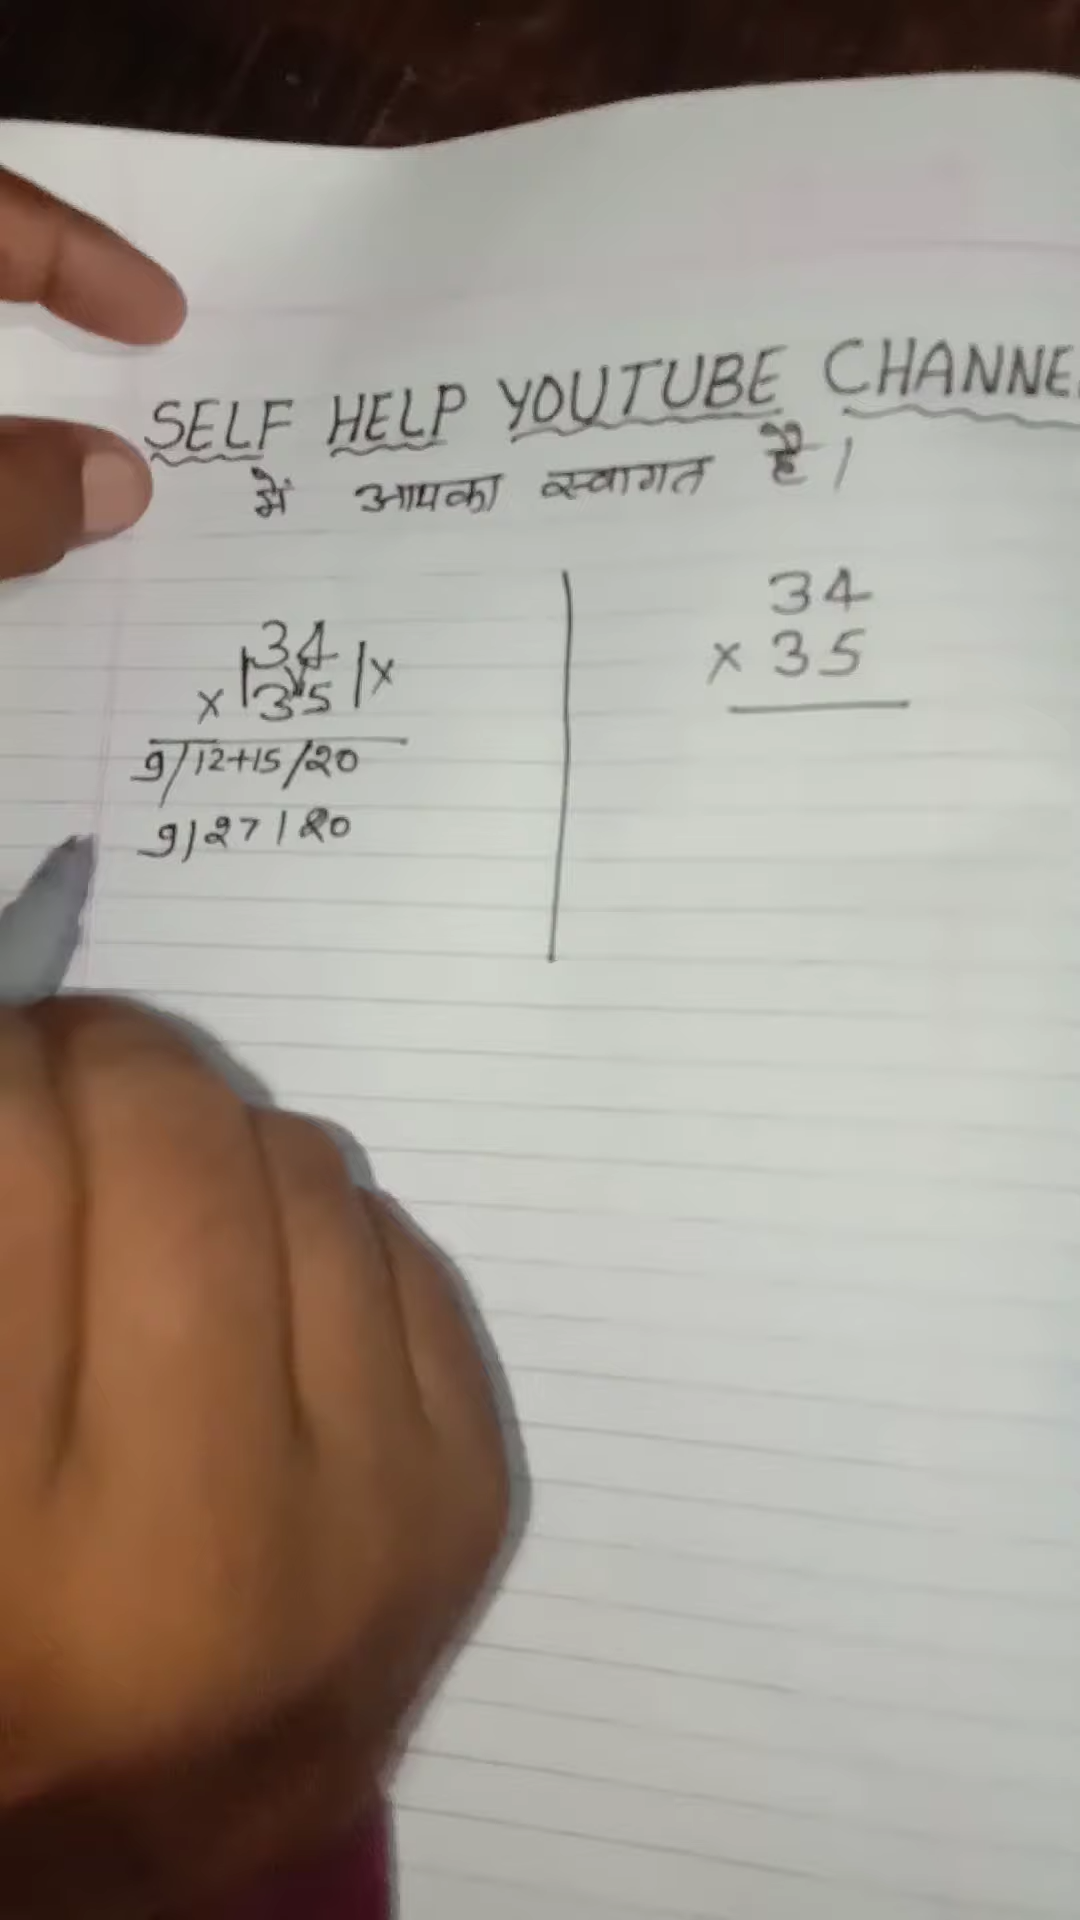 SELF HELP YOUTUBE CHANNE
में आपका स्वागत है।
34
× 35 ×
9/12+15/20
9/27/20
34
× 35